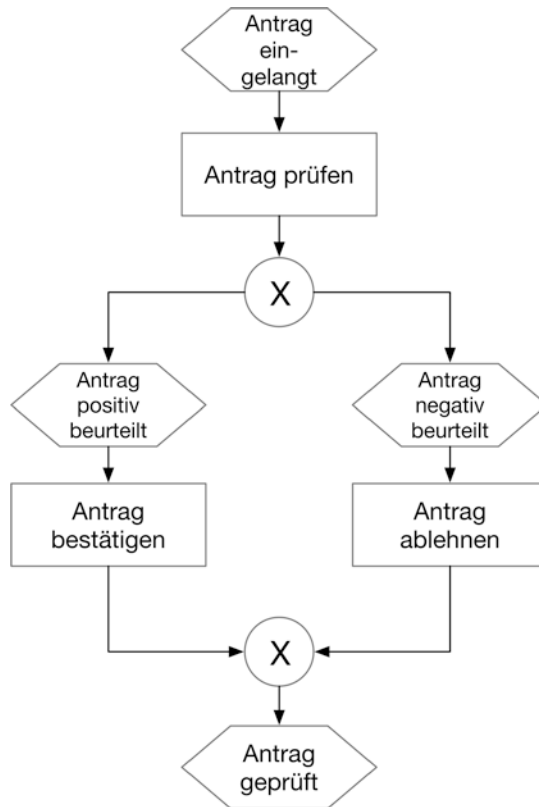 Antrag
ein-
gelangt
Antrag prüfen
X
Antrag
positiv
beurteilt
Antrag
negativ
beurteilt
Antrag
bestätigen
Antrag
ablehnen
X
Antrag
geprüft